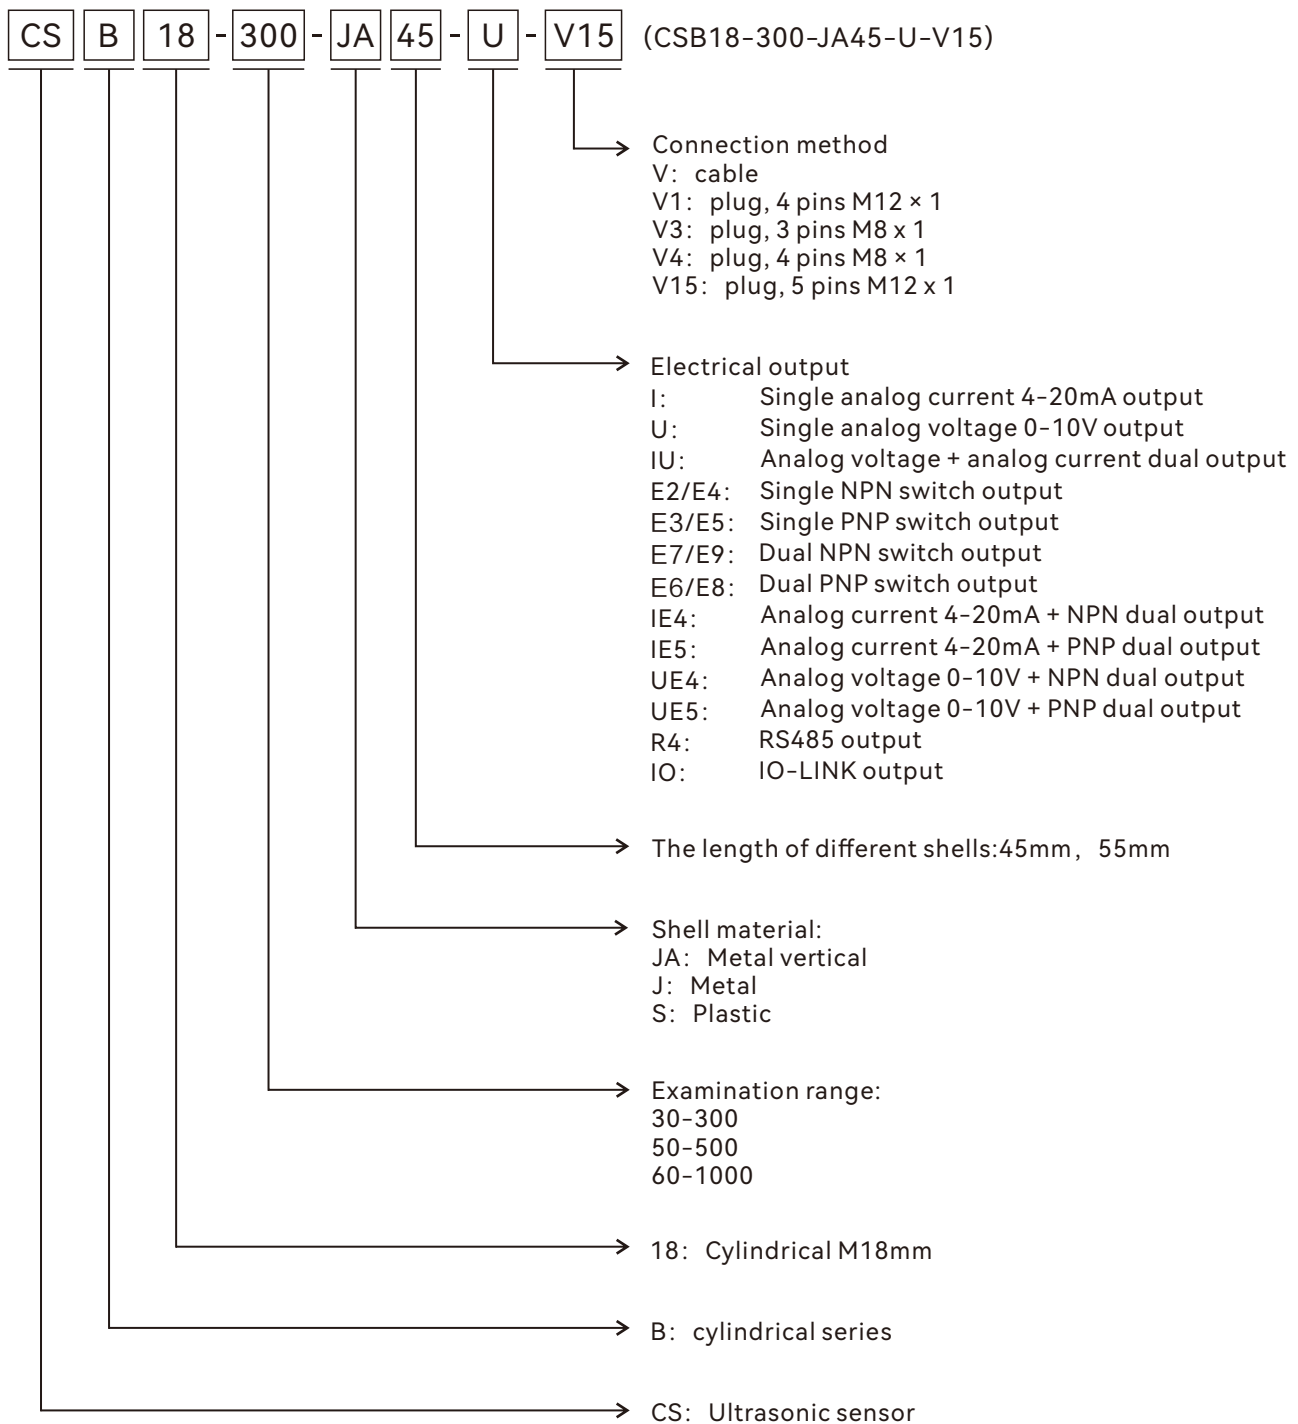 CS B 18 - 300 - JA 45 - U - V15 (CSB18-300-JA45-U-V15)
Connection method
V: cable
V1: plug, 4 pins M12 × 1
V3: plug, 3 pins M8 x 1
V4: plug, 4 pins M8 × 1
V15: plug, 5 pins M12 x 1
Electrical output
I: Single analog current 4-20mA output
U: Single analog voltage 0-10V output
IU: Analog voltage + analog current dual output
E2/E4: Single NPN switch output
E3/E5: Single PNP switch output
E7/E9: Dual NPN switch output
E6/E8: Dual PNP switch output
IE4: Analog current 4-20mA + NPN dual output
IE5: Analog current 4-20mA + PNP dual output
UE4: Analog voltage 0-10V + NPN dual output
UE5: Analog voltage 0-10V + PNP dual output
R4: RS485 output
IO: IO-LINK output
The length of different shells:45mm, 55mm
Shell material:
JA: Metal vertical
J: Metal
S: Plastic
Examination range:
30-300
50-500
60-1000
18: Cylindrical M18mm
B: cylindrical series
CS: Ultrasonic sensor